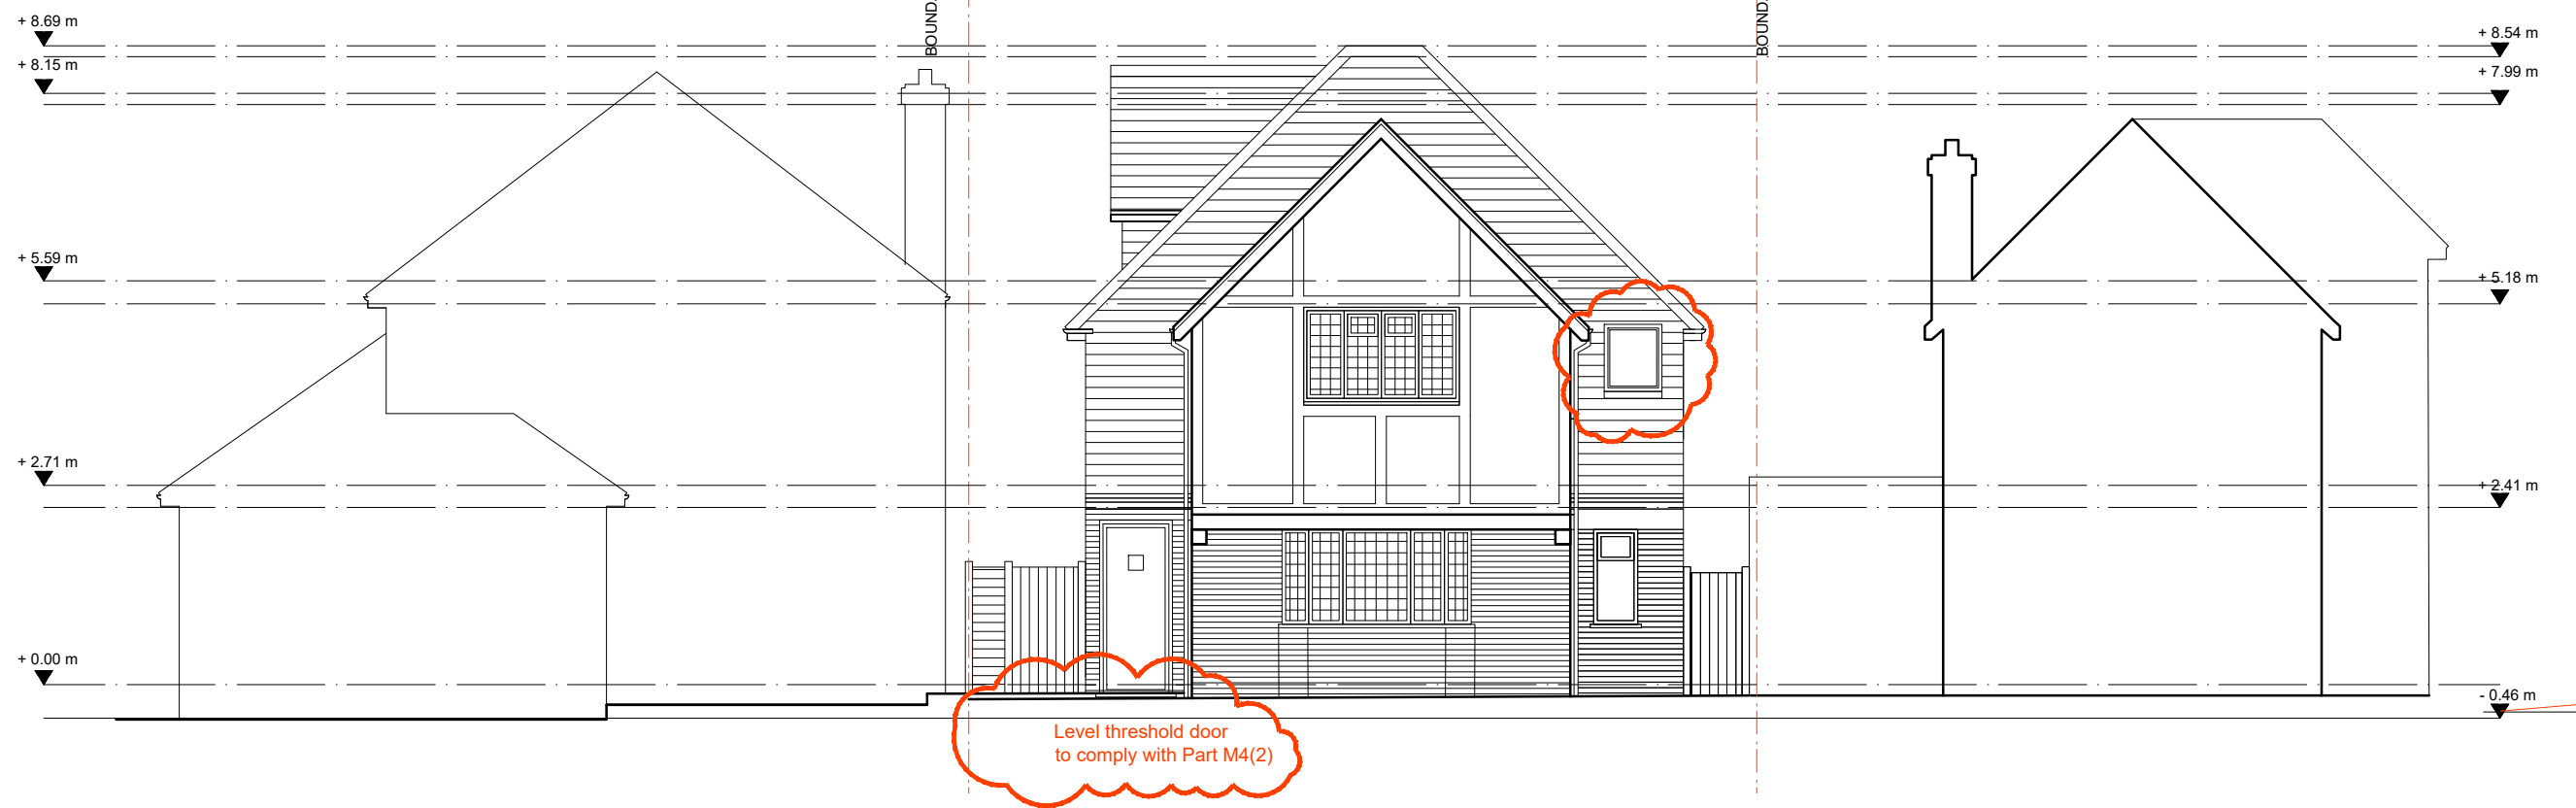 + 8.69 m
+ 8.15 m
+ 5.59 m
+ 2.71 m
+ 0.00 m
BOUND
BOUND
+ 8.54 m
+ 7.99 m
+ 5.18 m
+ 2.41 m
- 0.46 m
Level threshold door
to comply with Part M4(2)